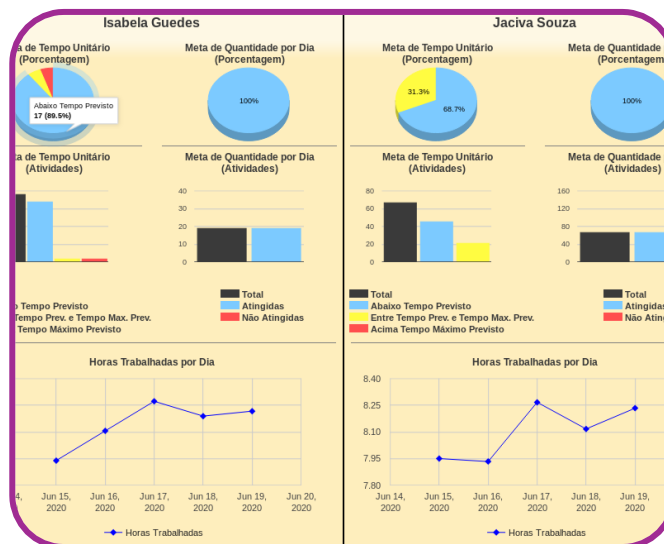 Isabela Guedes
a de Tempo Unitário
(Porcentagem)
Meta de Quantidade por Dia
(Porcentagem)
Abaixo Tempo Previsto
17 (89.5%)
100%
ta de Tempo Unitário
(Atividades)
Meta de Quantidade por Dia
(Atividades)
40
30
20
10
0
o Tempo Previsto
Tempo Prev. e Tempo Max. Prev.
Tempo Máximo Previsto
Total
Atingidas
Não Atingidas
Horas Trabalhadas por Dia
4,
Jun 15,
2020
Jun 16,
2020
Jun 17,
2020
Jun 18,
2020
Jun 19,
2020
Jun 20,
2020
Horas Trabalhadas
Jaciva Souza
Meta de Tempo Unitário
(Porcentagem)
Meta de Quantidade
(Porcentagem
31.3%
68.7%
100%
Meta de Tempo Unitário
(Atividades)
Meta de Quantidade
(Atividades)
80
60
40
20
0
160
120
80
40
0
Total
Abaixo Tempo Previsto
Entre Tempo Prev. e Tempo Max. Prev.
Acima Tempo Máximo Previsto
Total
Atingidas
Não Ating
Horas Trabalhadas por Dia
8.40
8.25
8.10
7.95
7.80
Jun 14,
2020
Jun 15,
2020
Jun 16,
2020
Jun 17,
2020
Jun 18,
2020
Jun 19,
2020
Horas Trabalhadas